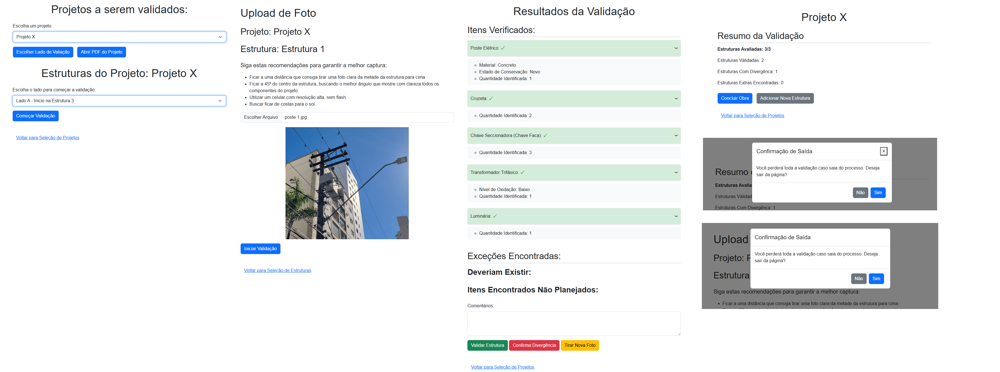 Projetos a serem validados:
Escolha um projeto:
Projeto X
Escolher Lado de Valiação
Abrir PDF do Projeto
Estruturas do Projeto: Projeto X
Escolha o lado para começar a validação:
Lado A - Inicio na Estrutura 3
Começar Validação
Voltar para Seleção de Projetos
Upload de Foto
Projeto: Projeto X
Estrutura: Estrutura 1
Siga estas recomendações para garantir a melhor captura:
Ficar a uma distância que consiga tirar uma foto clara da metade da estrutura para cima.
Ficar a 45º do centro da estrutura, buscando o melhor ângulo que mostre com clareza todos os
componentes do projeto.
Utilizar um celular com resolução alta, sem flash.
Buscar ficar de costas para o sol.
Escolher Arquivo
poste 1.jpg
Iniciar Validação
Voltar para Seleção de Estruturas
Resultados da Validação
Itens Verificados:
Poste Elétrico: ✓
Material: Concreto
Estado de Conservação: Novo
Quantidade Identificada: 1
Cruzeta: ✓
Quantidade Identificada: 2
Chave Seccionadora (Chave Faca): ✓
Quantidade Identificada: 3
Transformador Trifásico: ✓
Nível de Oxidação: Baixo
Quantidade Identificada: 1
Luminária: ✓
Quantidade Identificada: 1
Exceções Encontradas:
Deveriam Existir:
Itens Encontrados Não Planejados:
Comentários:
Validar Estrutura
Confirma Divergência
Tirar Nova Foto
Voltar para Seleção de Projetos
Projeto X
Resumo da Validação
Estruturas Avaliadas: 3/3
Estruturas Válidadas: 2
Estruturas Com Divergênca: 1
Estruturas Extras Encontradas: 0
Concluir Obra
Adicionar Nova Estrutura
Voltar para Seleção de Projetos
Confirmação de Saída
×
Você perderá toda a validação caso saia do processo. Deseja
sair da página?
Não
Sim
Resumo
Estruturas Avalia
Estruturas Válidad
Estruturas Com Divergênca: 1
Confirmação de Saída
Você perderá toda a validação caso saia do processo. Deseja
sair da página?
Não
Sim
Upload
Projeto:
Estrutura
Siga estas recomendações para garantir a melhor captura:
Ficar a uma distância que consiga tirar uma foto clara da metade da estrutura para cima.